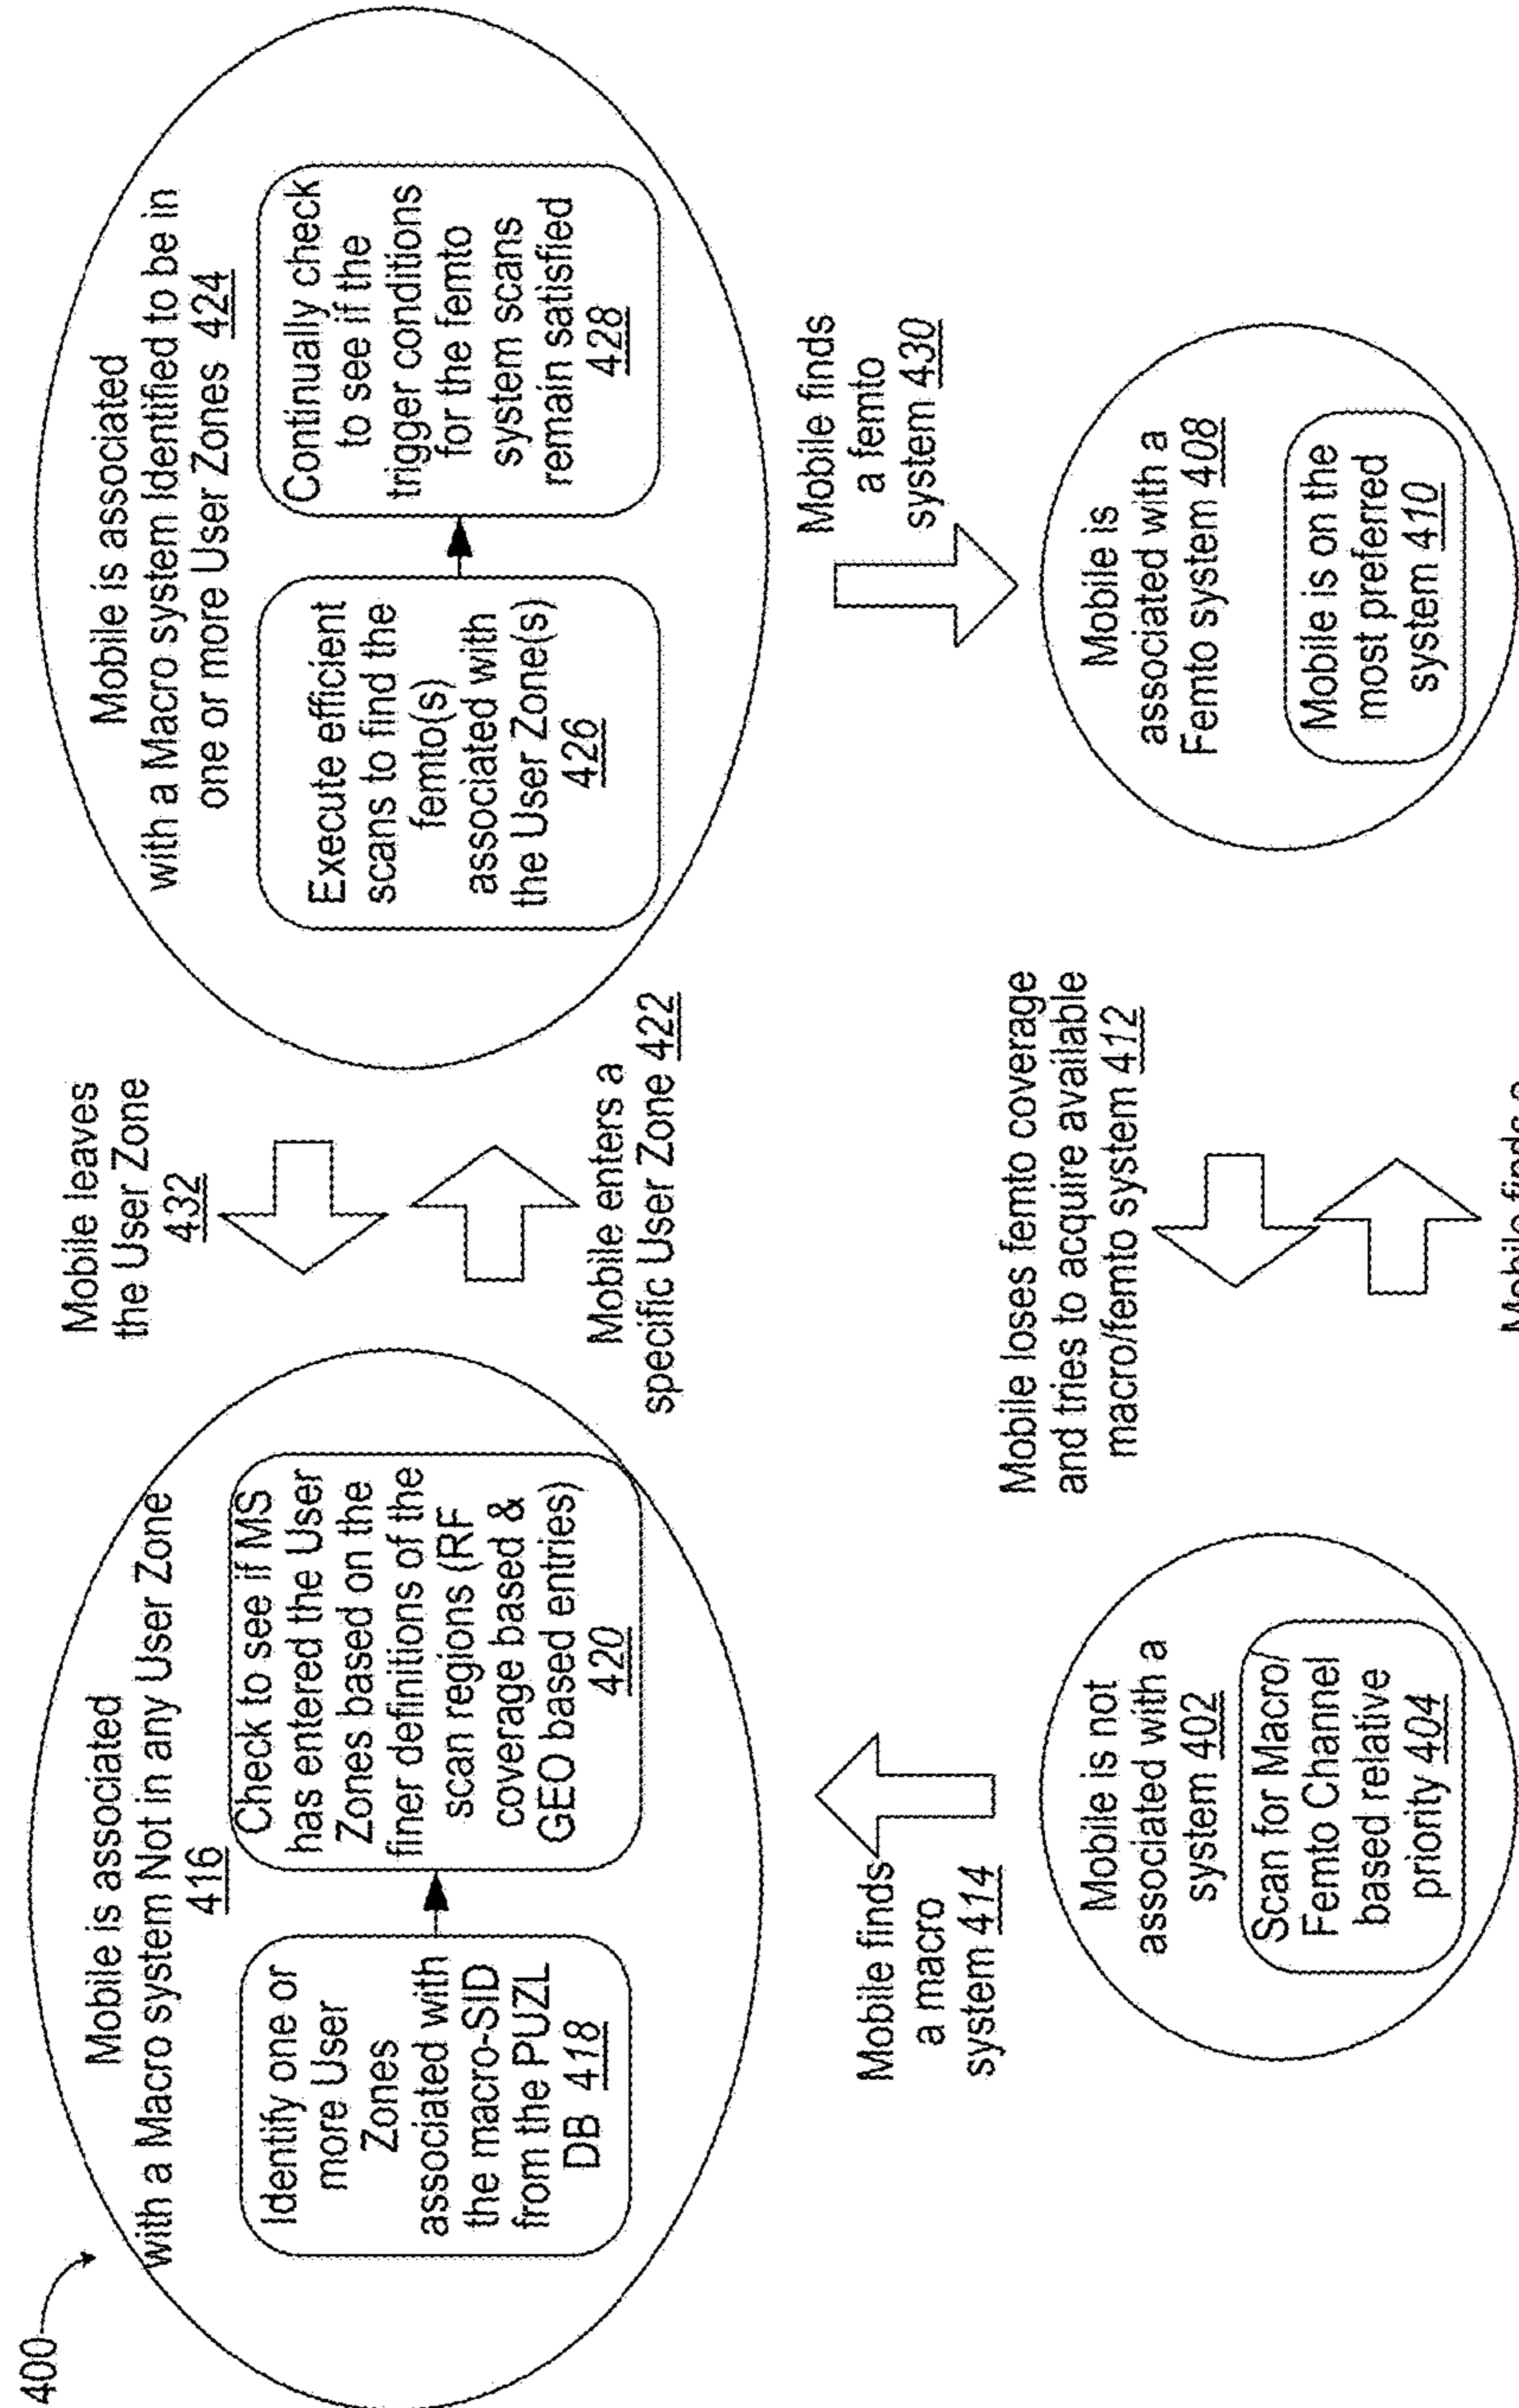 400
Mobile is associated
with a Macro system Not in any User Zone
416
Identify one or
more User
Zones
associated with
the macro-SID
from the PUZL
DB 418
Check to see if MS
has entered the User
Zones based on the
finer definitions of the
scan regions (RF
coverage based &
GEO based entries)
420
Mobile leaves
the User Zone
432
Mobile enters a
specific User Zone 422
Mobile is associated
with a Macro system Identified to be in
one or more User Zones 424
Execute efficient
scans to find the
femto(s)
associated with
the User Zone(s)
426
Continually check
to see if the
trigger conditions
for the femto
system scans
remain satisfied
428
Mobile finds
a macro
system 414
Mobile finds
a femto
system 430
Mobile is not
associated with a
system 402
Scan for Macro/
Femto Channel
based relative
priority 404
Mobile loses femto coverage
and tries to acquire available
macro/femto system 412
Mobile finds a
Mobile is
associated with a
Femto system 408
Mobile is on the
most preferred
system 410